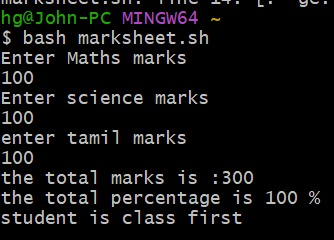 marksheet.sh: line 14: [: ge:
hg@John-PC MINGW64 ~
$ bash marksheet.sh
Enter Maths marks
100
Enter science marks
100
enter tamil marks
100
the total marks is :300
the total percentage is 100 %
student is class first